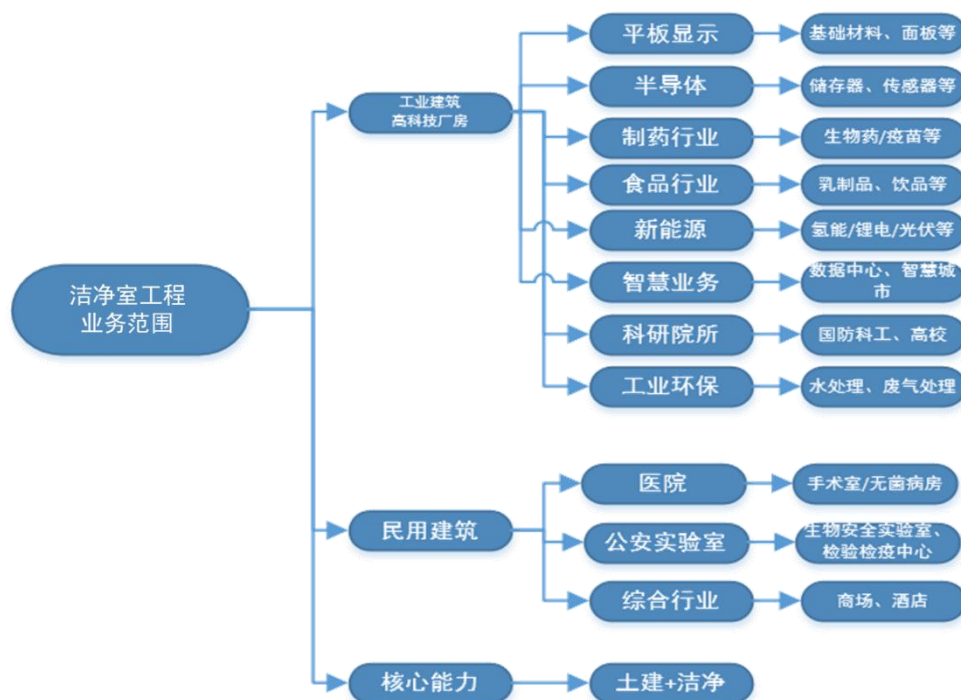 洁净室工程
业务范围
工业建筑
高科技厂房
平板显示
基础材料、面板等
半导体
储存器、传感器等
制药行业
生物药/疫苗等
食品行业
乳制品、饮品等
新能源
氢能/锂电/光伏等
智慧业务
数据中心、智慧城
市
科研院所
国防科工、高校
工业环保
水处理、废气处理
民用建筑
医院
手术室/无菌病房
公安实验室
生物安全实验室、
检验检疫中心
综合行业
商场、酒店
核心能力
土建+洁净